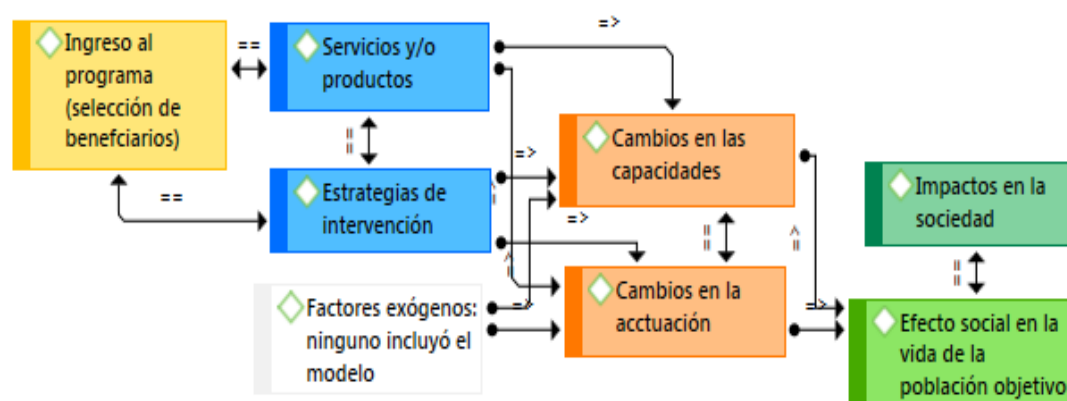 Ingreso al
programa
(selección de
benefciarios)
==
Servicios y/o
productos
=>
==
Estrategias de
intervención
==
=>
=>
Cambios en las
capacidades
=>
=>
==
=>
Factores exógenos:
ninguno incluyó el
modelo
=>
Cambios en la
acctuación
=>
Impactos en la
sociedad
==
Efecto social en la
vida de la
población objetivo